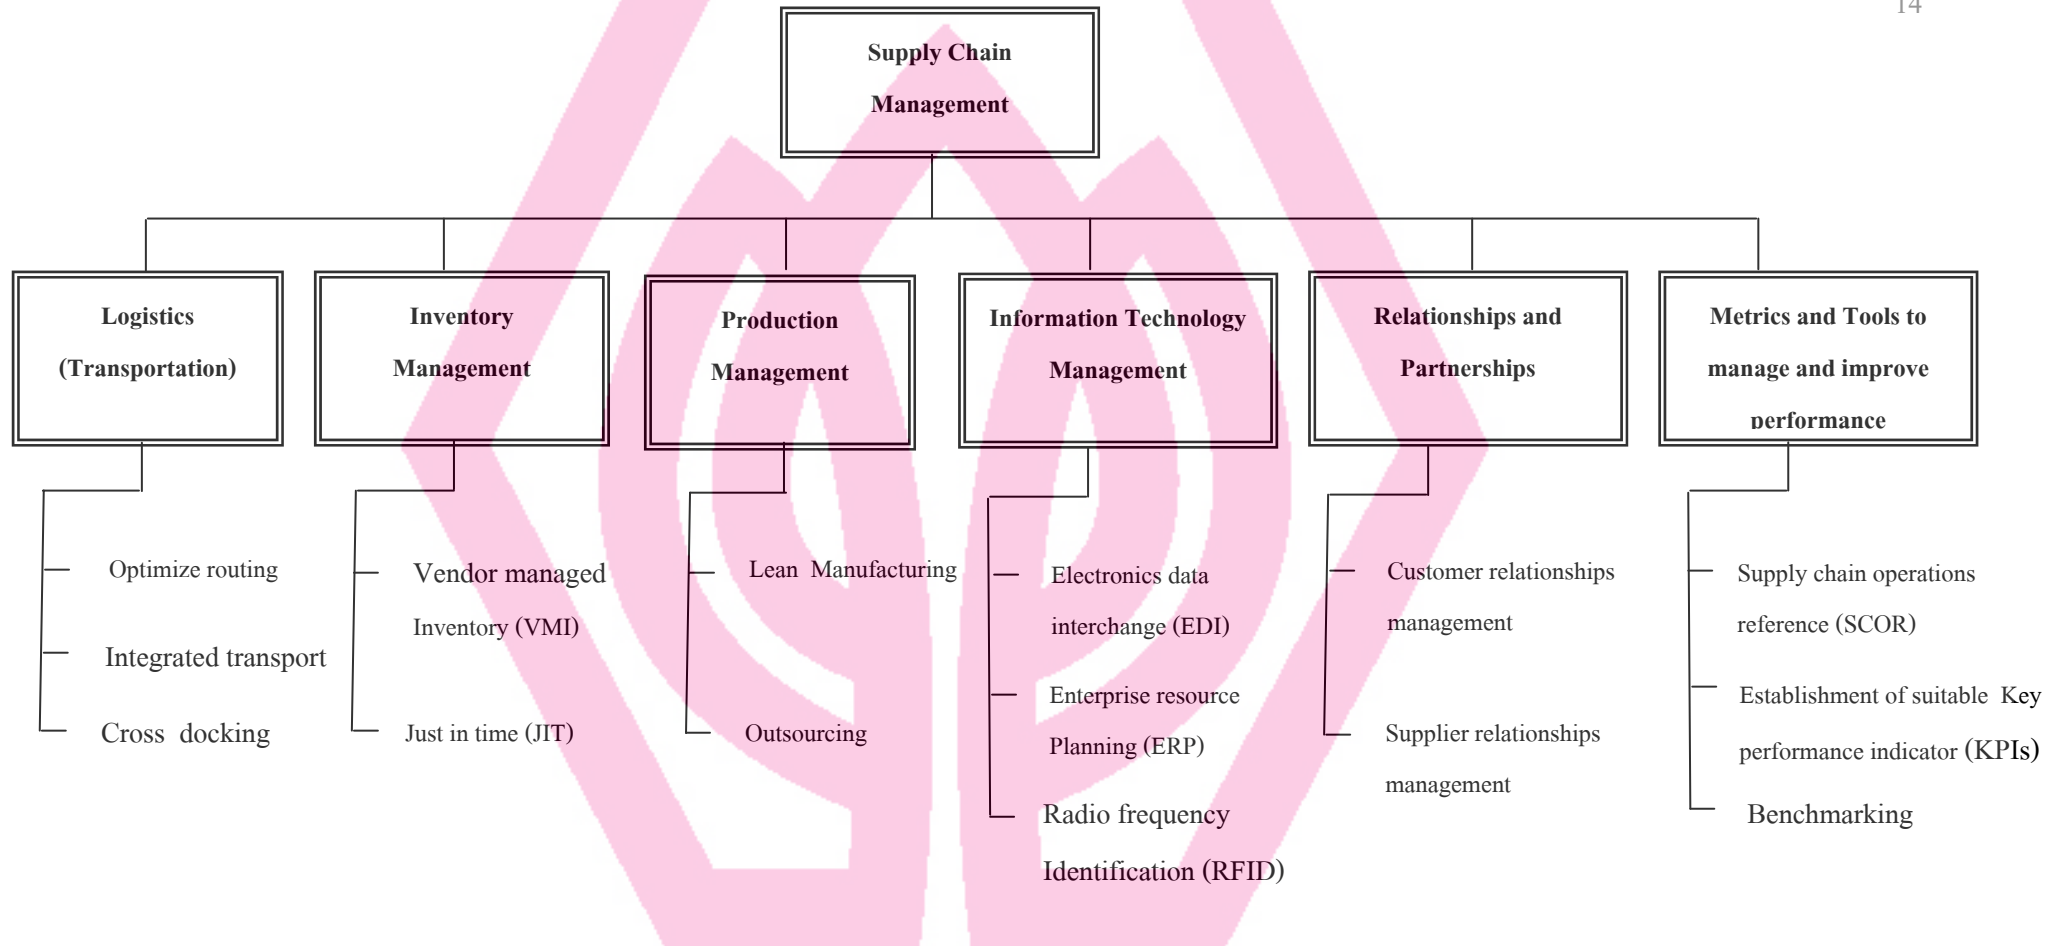 14
Supply Chain
Management
Logistics
(Transportation)
Inventory
Management
Production
Management
Information Technology
Management
Relationships and
Partnerships
Metrics and Tools to
manage and improve
performance
Optimize routing
Integrated transport
Cross docking
Vendor managed
Inventory (VMI)
Just in time (JIT)
Lean Manufacturing
Outsourcing
Electronics data
interchange (EDI)
Enterprise resource
Planning (ERP)
Radio frequency
Identification (RFID)
Customer relationships
management
Supplier relationships
management
Supply chain operations
reference (SCOR)
Establishment of suitable Key
performance indicator (KPIs)
Benchmarking